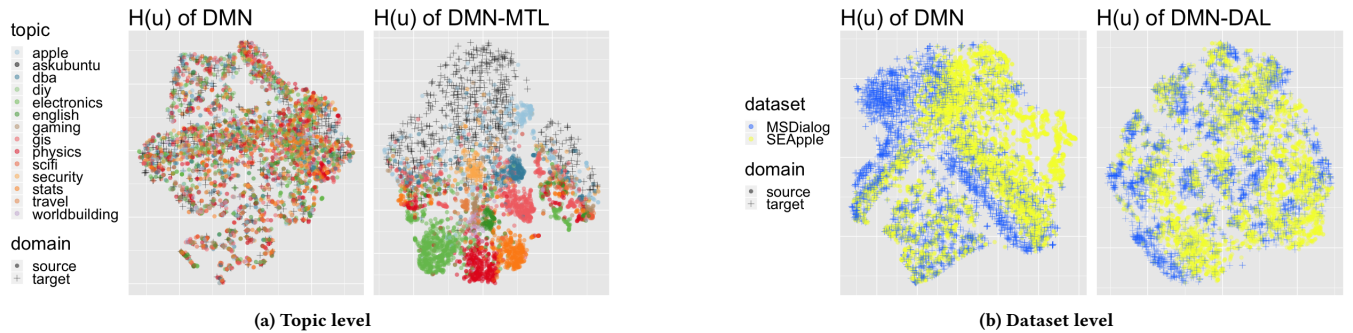 H(u) of DMN
H(u) of DMN-MTL
topic
apple
askubuntu
dba
diy
electronics
english
gaming
gis
physics
scifi
security
stats
travel
worldbuilding
domain
source
target
(a) Topic level
H(u) of DMN
H(u) of DMN-DAL
dataset
MSDialog
SEApple
domain
source
target
(b) Dataset level